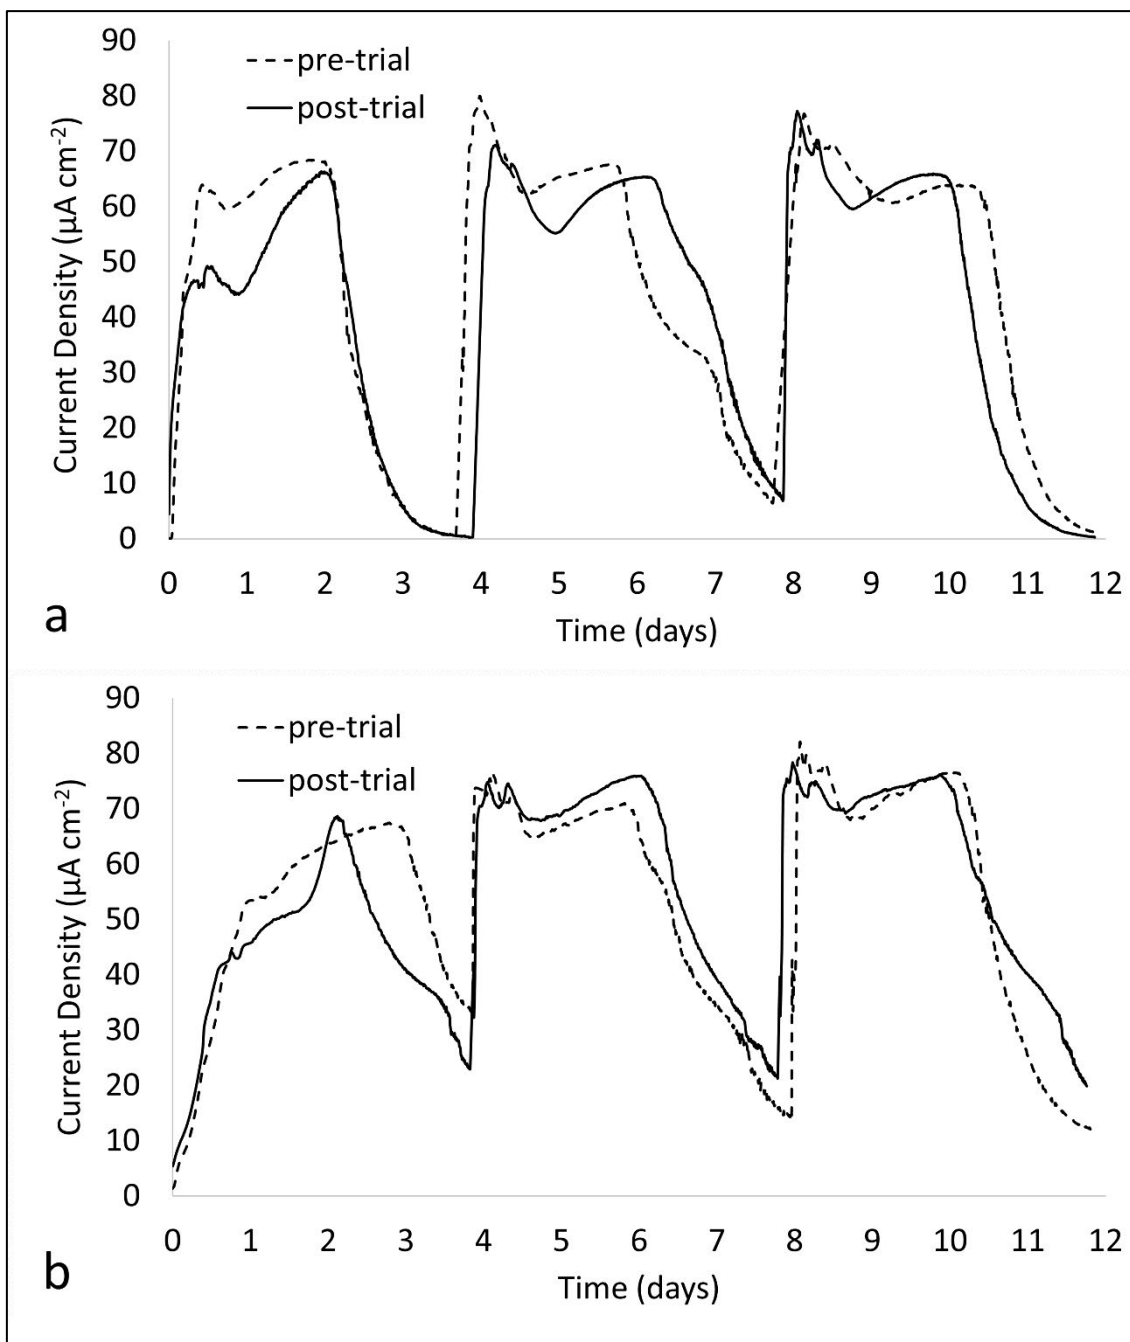 90
80
70
60
50
40
30
20
10
0
Current Density (µA cm⁻²)
pre-trial
post-trial
0 1 2 3 4 5 6 7 8 9 10 11 12
Time (days)
a
90
80
70
60
50
40
30
20
10
0
Current Density (µA cm⁻²)
pre-trial
post-trial
0 1 2 3 4 5 6 7 8 9 10 11 12
Time (days)
b